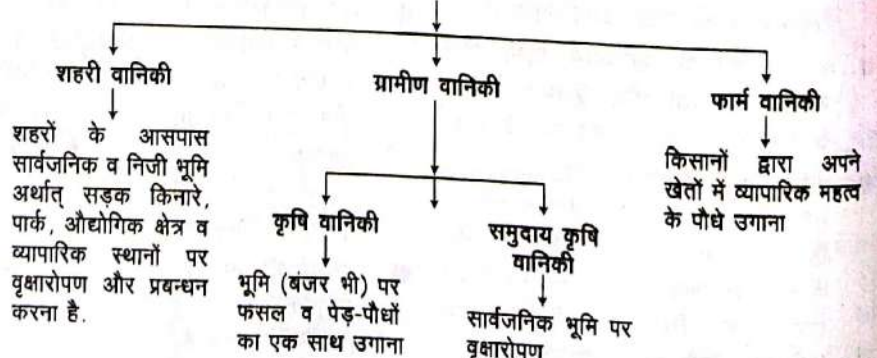 शहरी वानिकी
शहरों के आसपास
सार्वजनिक व निजी भूमि
अर्थात् सड़क किनारे,
पार्क, औद्योगिक क्षेत्र व
व्यापारिक स्थानों पर
वृक्षारोपण और प्रबन्धन
करना है.
ग्रामीण वानिकी
कृषि वानिकी
भूमि (बंजर भी) पर
फसल व पेड़-पौधों
का एक साथ उगाना
समुदाय कृषि
वानिकी
सार्वजनिक भूमि पर
वृक्षारोपण
फार्म वानिकी
किसानों द्वारा अपने
खेतों में व्यापारिक महत्व
के पौधे उगाना